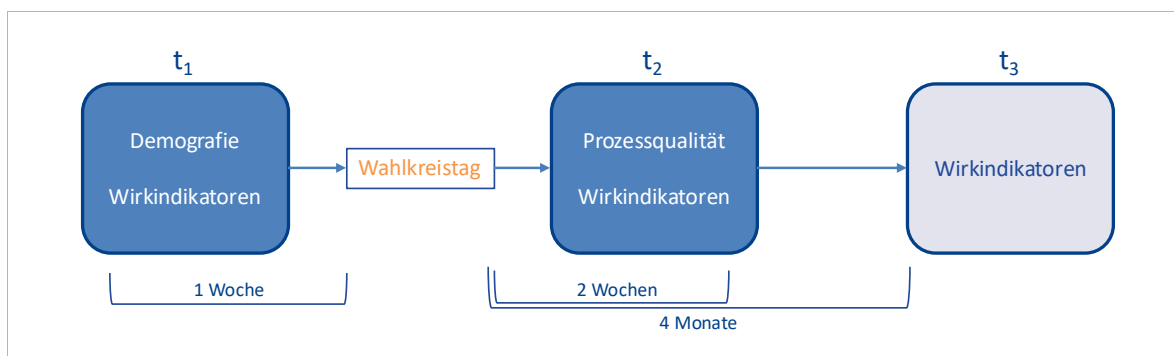 t1
t2
t3
Demografie
Wirkindikatoren
Wahlkreistag
Prozessqualität
Wirkindikatoren
Wirkindikatoren
1 Woche
2 Wochen
4 Monate